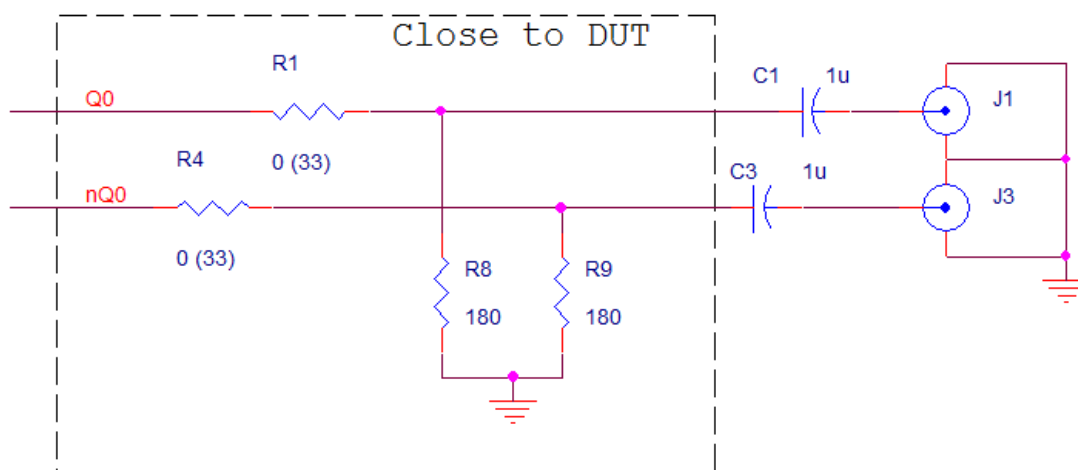 Close to DUT
R1
C1 1u
Q0
J1
0 (33)
R4
C3 1u
nQ0
J3
0 (33)
R8 R9
180 180